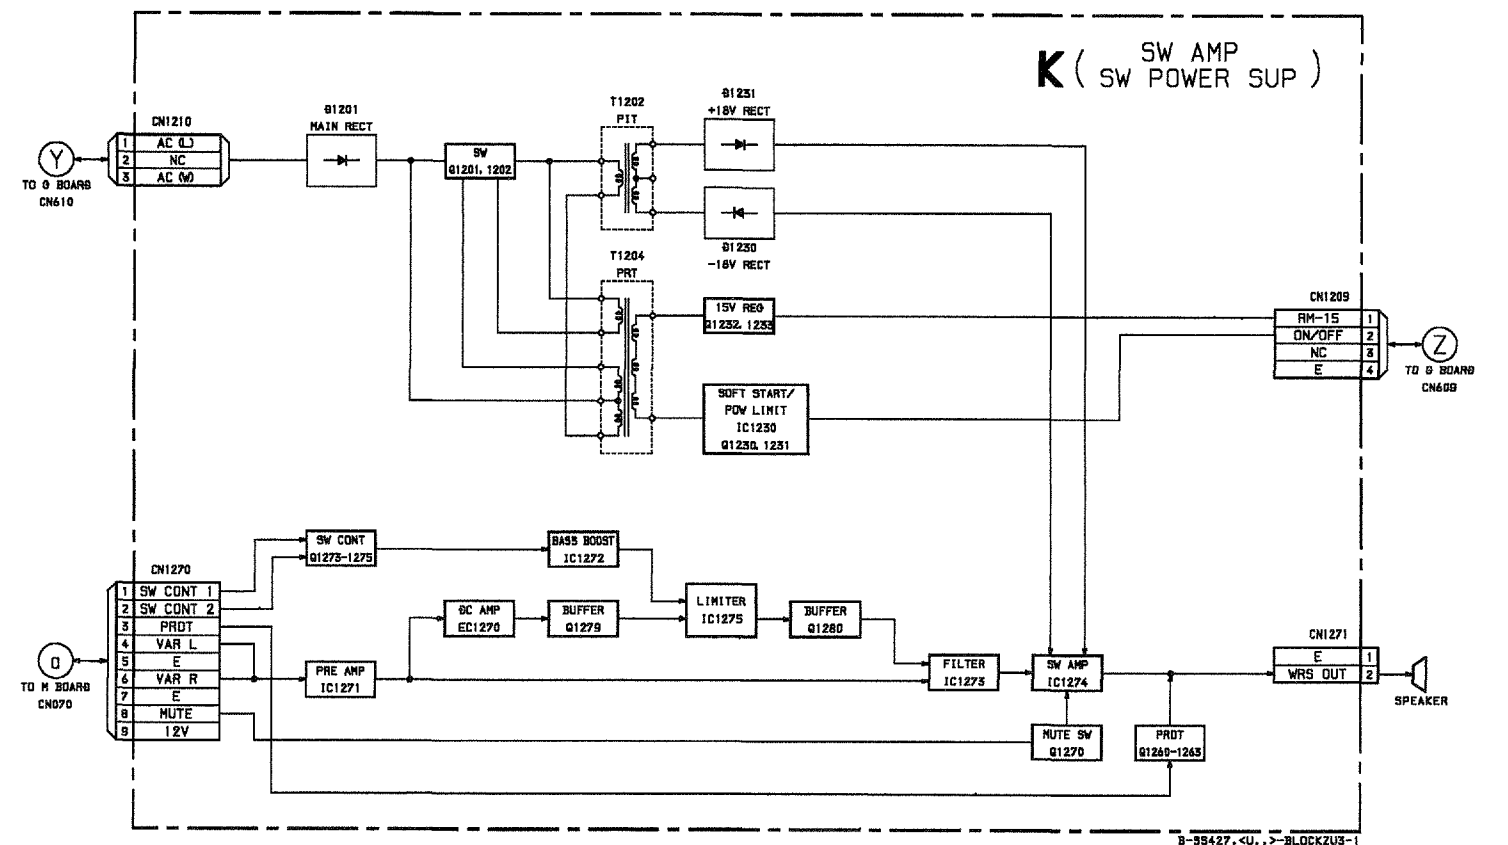 K ( SW AMP
SW POWER SUP )
CN1210
1 AC (L)
2 NC
3 AC (W)
Y
TO G BOARD
CN610
D1201
MAIN RECT
SW
Q1201, 1202
T1202
PIT
D1231
+18V RECT
D1230
-18V RECT
T1204
PRT
15V REG
Q1232, 1233
SOFT START/
POW LIMIT
IC1230
Q1230, 1231
CN1209
AM-15 1
ON/OFF 2
NC 3
E 4
Z
TO G BOARD
CN609
CN1270
1 SW CONT 1
2 SW CONT 2
3 PROT
4 VAR L
5 E
6 VAR R
7 E
8 MUTE
9 12V
TO M BOARD
CN070
SW CONT
Q1273-1275
BASS BOOST
IC1272
DC AMP
EC1270
BUFFER
Q1279
LIMITER
IC1275
BUFFER
Q1280
PRE AMP
IC1271
FILTER
IC1273
SW AMP
IC1274
MUTE SW
Q1270
PROT
Q1260-1263
CN1271
E 1
WRS OUT 2
SPEAKER
B-SS427.<U..>-BLOCKZU3-1